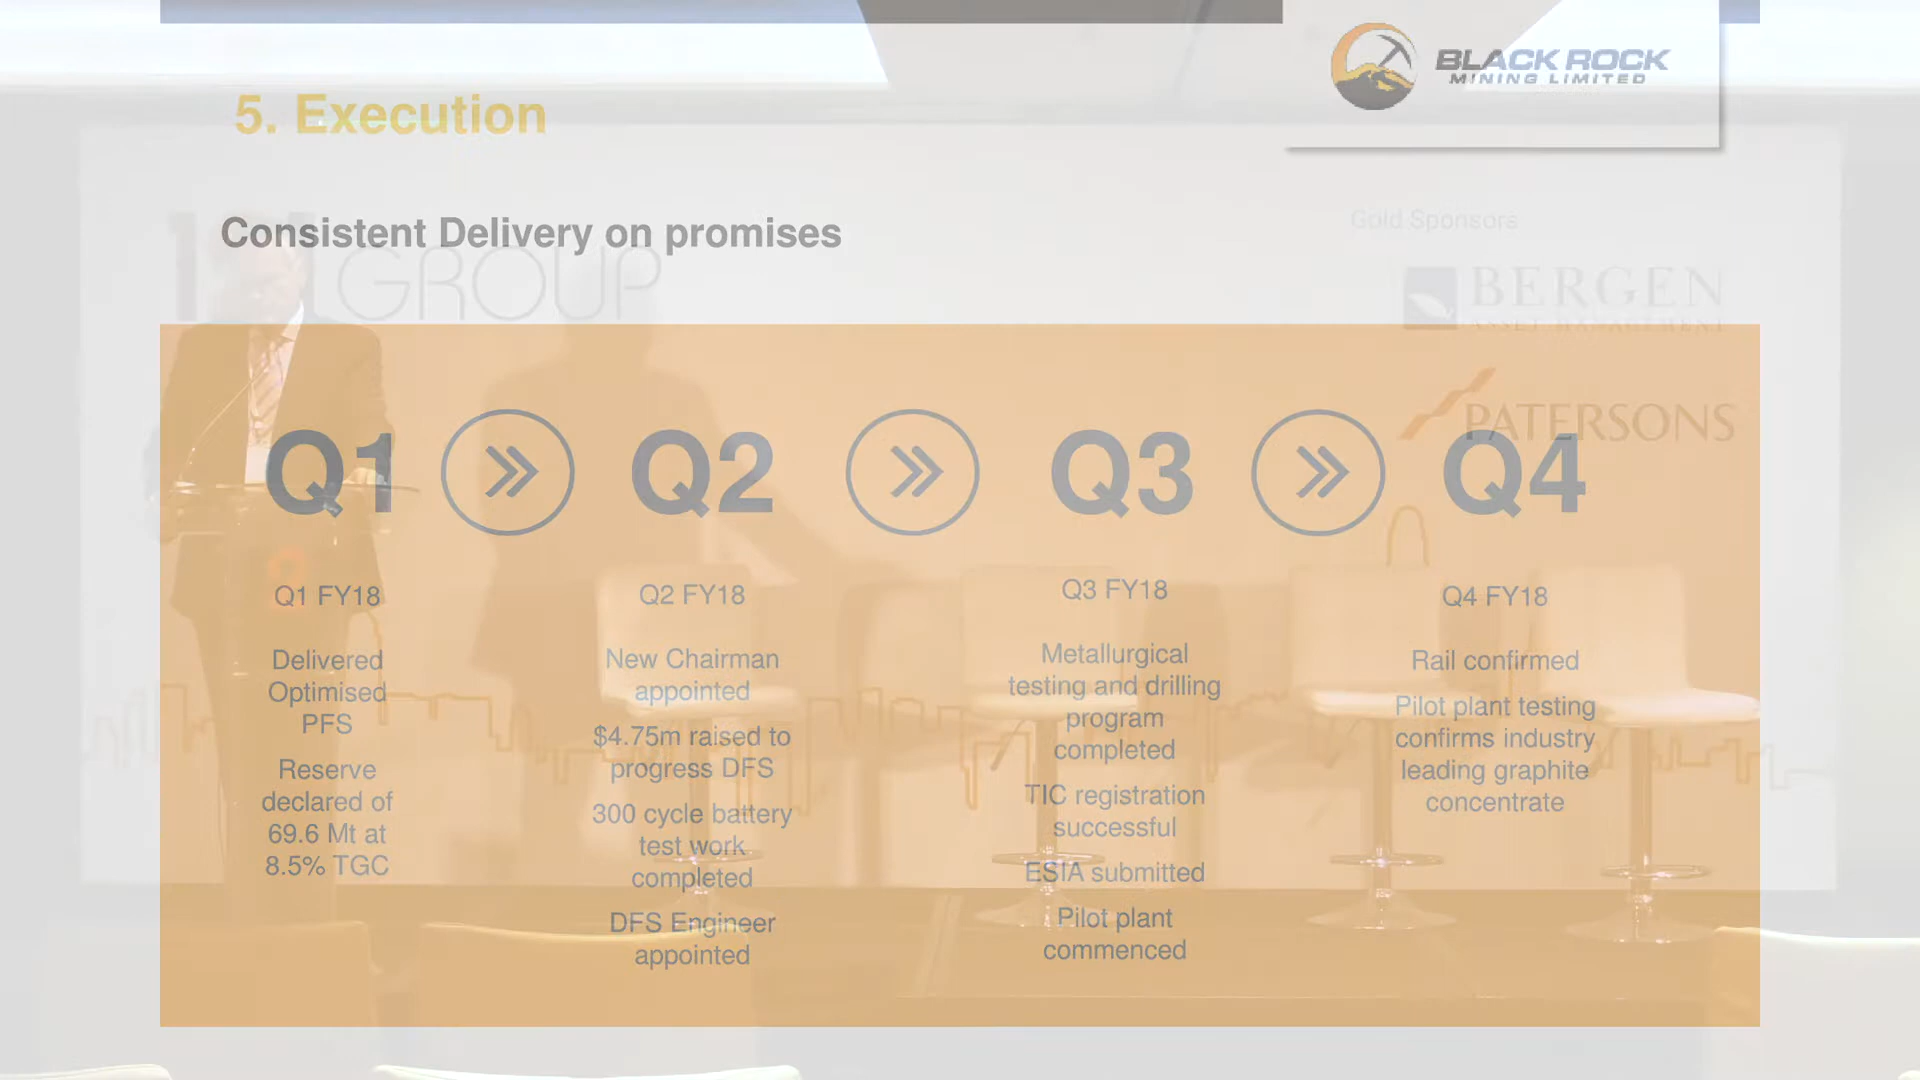 BLACK ROCK
MINING LIMITED
5. Execution
Consistent Delivery on promises
Gold Sponsors
GROUP
BERGEN
ASSET MANAGEMENT
PATERSONS
Q1
Q2
Q3
Q4
Q1 FY18
Delivered
Optimised
PFS
Reserve
declared of
69.6 Mt at
8.5% TGC
Q2 FY18
New Chairman
appointed
$4.75m raised to
progress DFS
300 cycle battery
test work
completed
DFS Engineer
appointed
Q3 FY18
Metallurgical
testing and drilling
program
completed
TIC registration
successful
ESIA submitted
Pilot plant
commenced
Q4 FY18
Rail confirmed
Pilot plant testing
confirms industry
leading graphite
concentrate